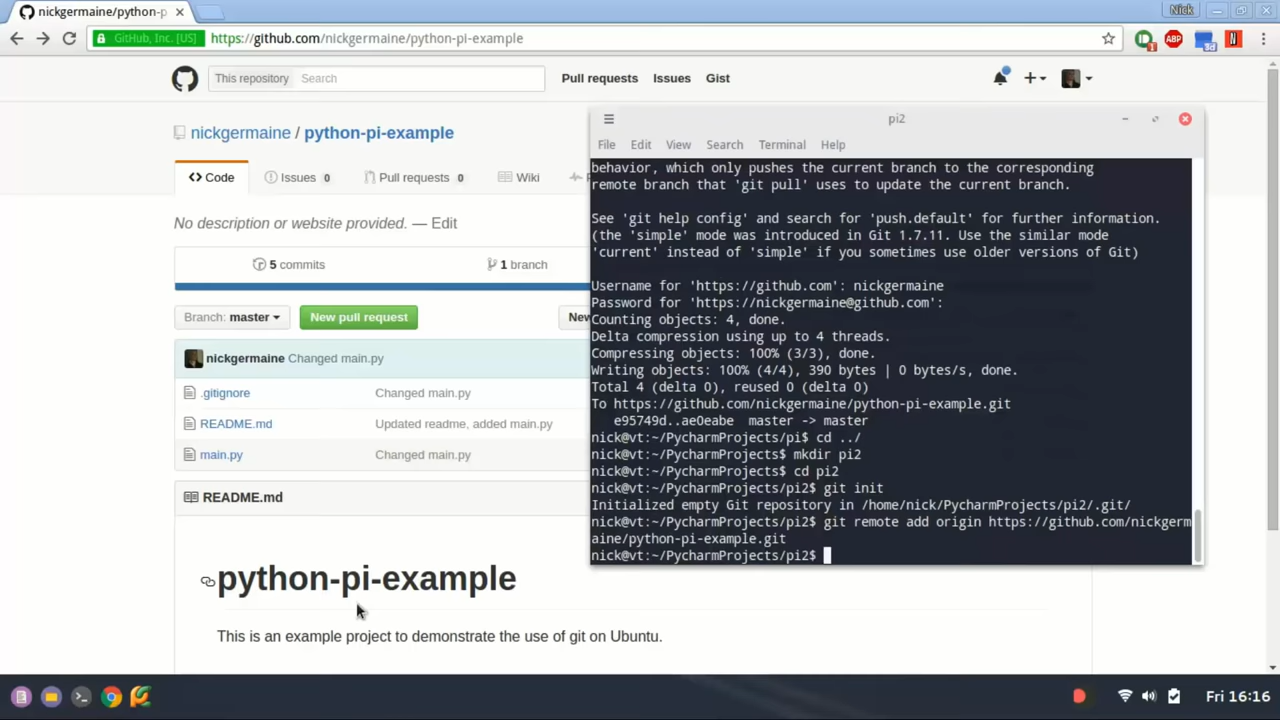 nickgermaine/python-p
Nick
GitHub, Inc. [US]
https://github.com/nickgermaine/python-pi-example
1
ABP
3d
N
This repository
Search
Pull requests
Issues
Gist
nickgermaine / python-pi-example
Code
Issues 0
Pull requests 0
Wiki
No description or website provided. — Edit
5 commits
1 branch
Branch: master
New pull request
New
nickgermaine Changed main.py
.gitignore
Changed main.py
README.md
Updated readme, added main.py
main.py
Changed main.py
README.md
python-pi-example
This is an example project to demonstrate the use of git on Ubuntu.
pi2
File Edit View Search Terminal Help
behavior, which only pushes the current branch to the corresponding
remote branch that 'git pull' uses to update the current branch.
See 'git help config' and search for 'push.default' for further information.
(the 'simple' mode was introduced in Git 1.7.11. Use the similar mode
'current' instead of 'simple' if you sometimes use older versions of Git)
Username for 'https://github.com': nickgermaine
Password for 'https://nickgermaine@github.com':
Counting objects: 4, done.
Delta compression using up to 4 threads.
Compressing objects: 100% (3/3), done.
Writing objects: 100% (4/4), 390 bytes | 0 bytes/s, done.
Total 4 (delta 0), reused 0 (delta 0)
To https://github.com/nickgermaine/python-pi-example.git
e95749d..ae0eabe master -> master
nick@vt:~/PycharmProjects/pi$ cd ../
nick@vt:~/PycharmProjects$ mkdir pi2
nick@vt:~/PycharmProjects$ cd pi2
nick@vt:~/PycharmProjects/pi2$ git init
Initialized empty Git repository in /home/nick/PycharmProjects/pi2/.git/
nick@vt:~/PycharmProjects/pi2$ git remote add origin https://github.com/nickgerm
aine/python-pi-example.git
nick@vt:~/PycharmProjects/pi2$
Fri 16:16